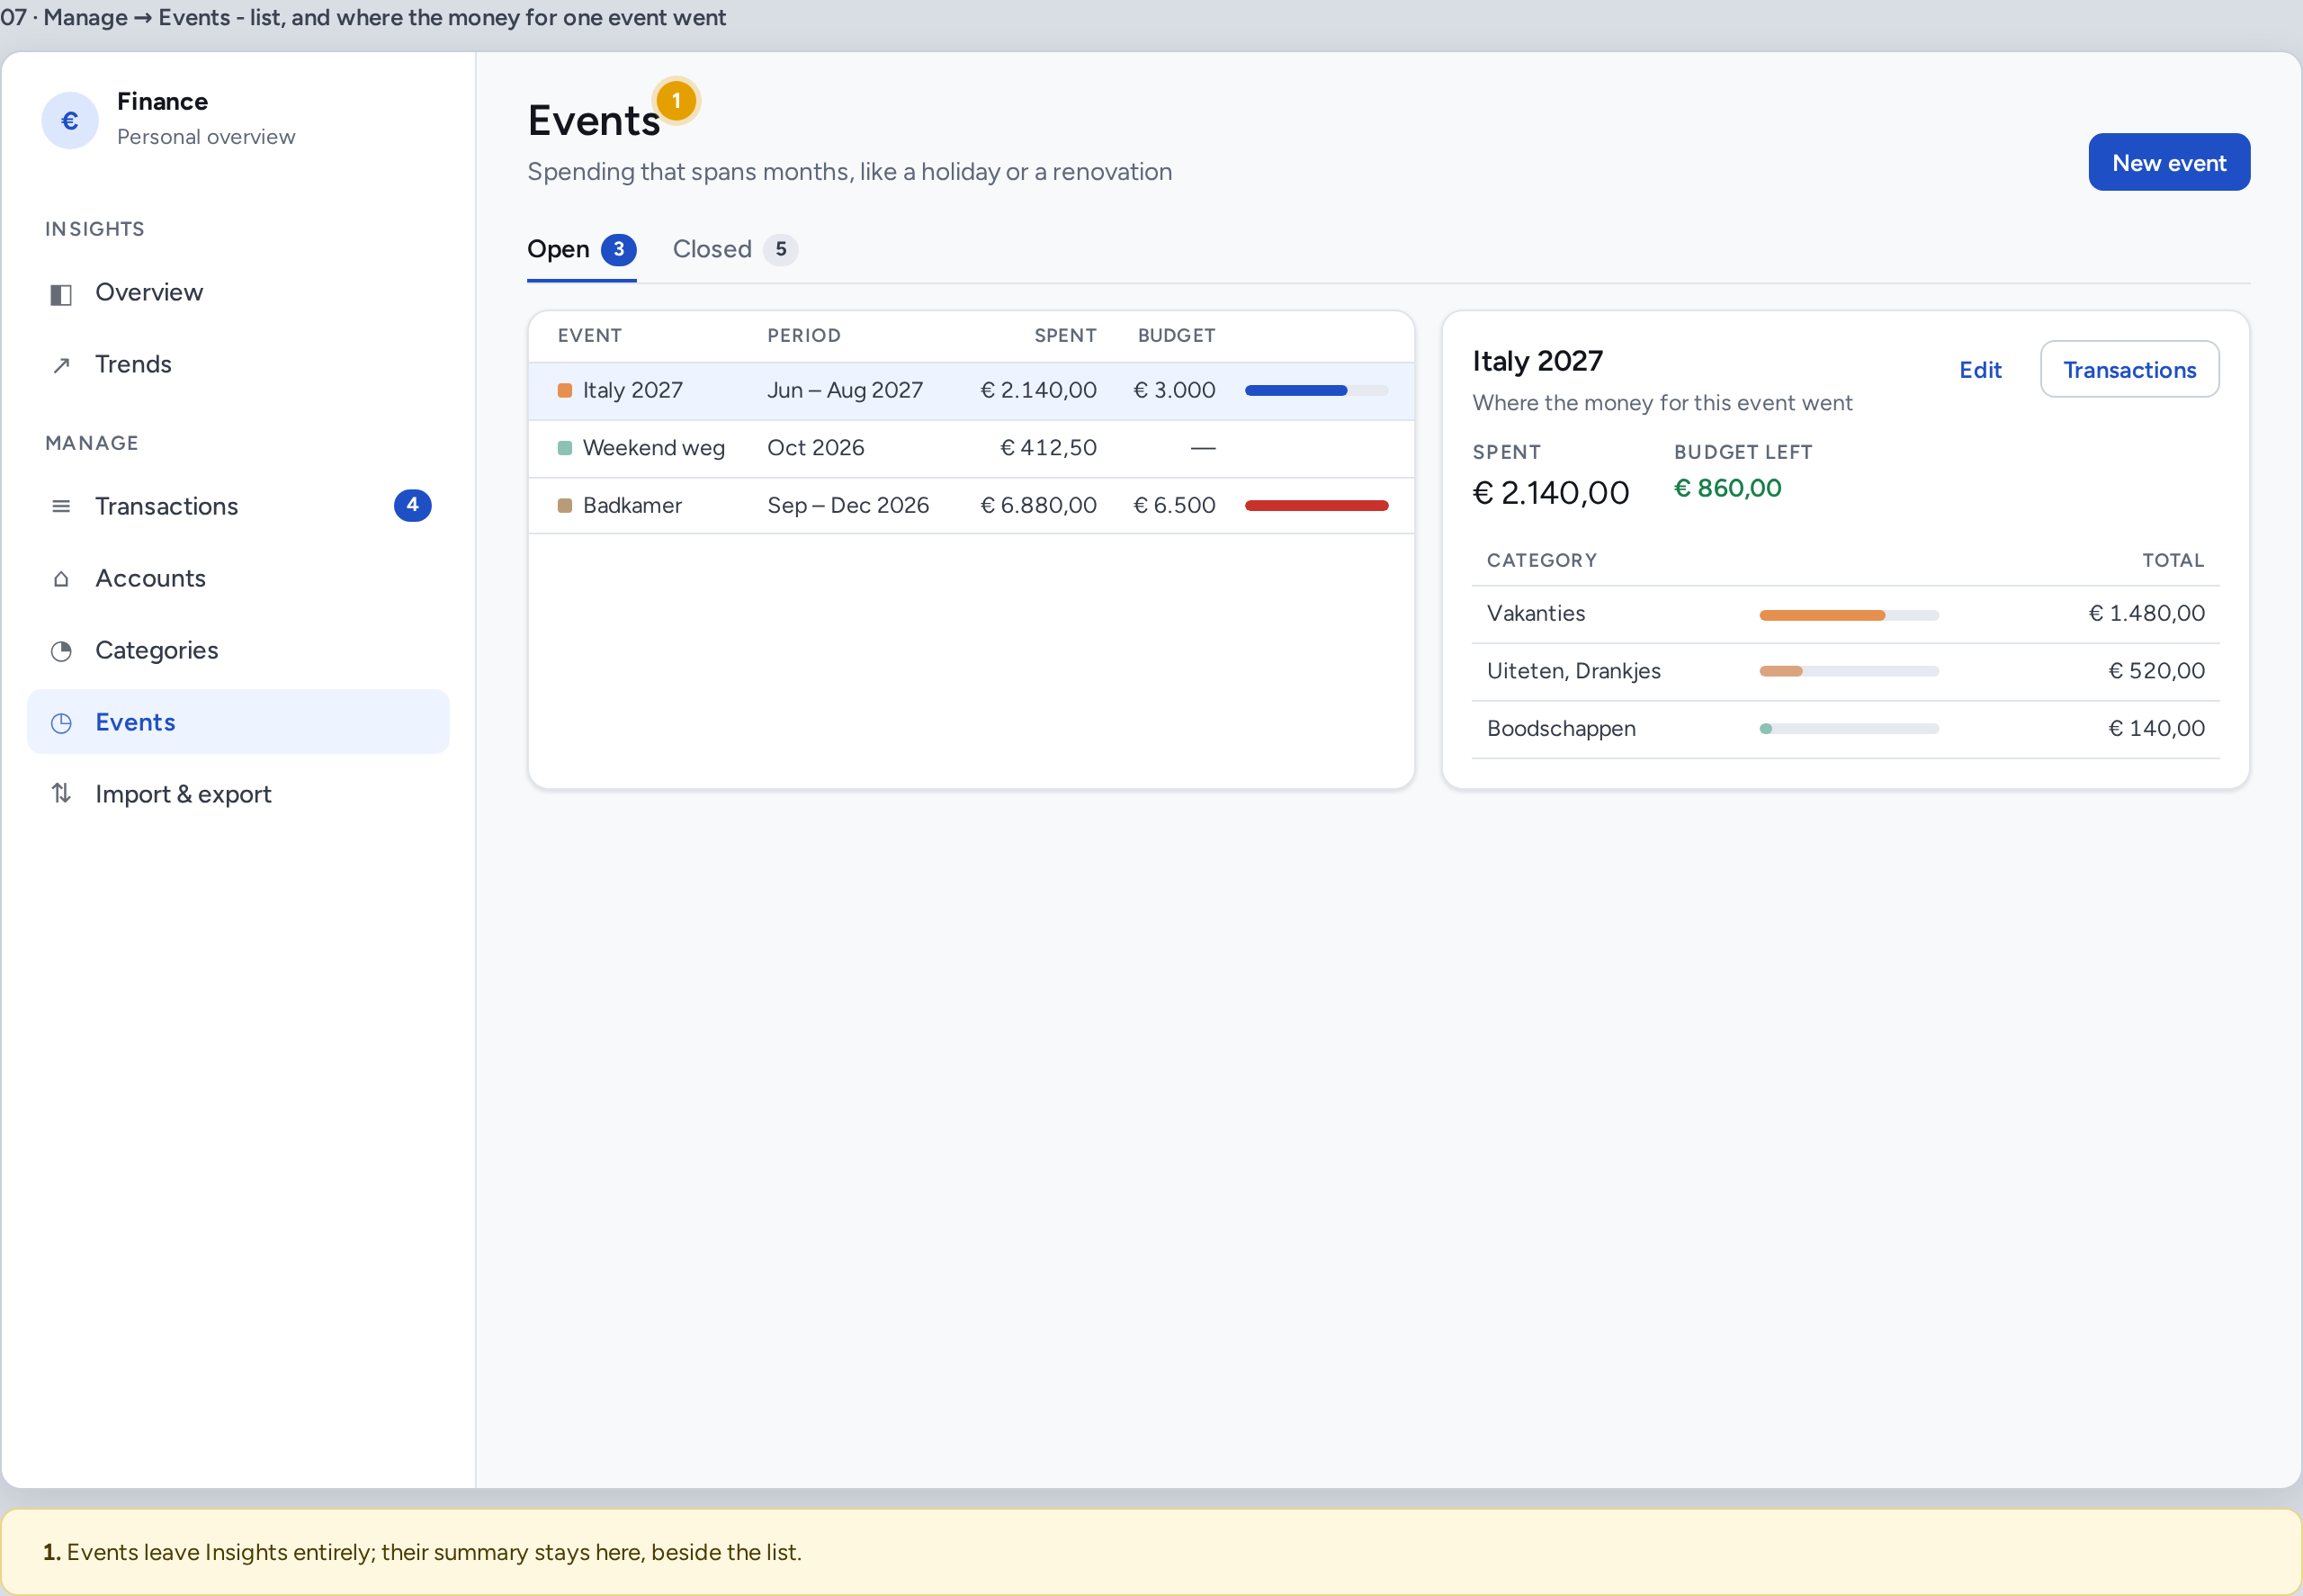 07 · Manage → Events - list, and where the money for one event went
€
Finance
Personal overview
INSIGHTS
Overview
Trends
MANAGE
Transactions 4
Accounts
Categories
Events
Import & export
Events 1
Spending that spans months, like a holiday or a renovation
New event
Open 3 Closed 5
EVENT PERIOD SPENT BUDGET
Italy 2027 Jun – Aug 2027 € 2.140,00 € 3.000
Weekend weg Oct 2026 € 412,50 —
Badkamer Sep – Dec 2026 € 6.880,00 € 6.500
Italy 2027
Edit Transactions
Where the money for this event went
SPENT BUDGET LEFT
€ 2.140,00 € 860,00
CATEGORY TOTAL
Vakanties € 1.480,00
Uiteten, Drankjes € 520,00
Boodschappen € 140,00
1. Events leave Insights entirely; their summary stays here, beside the list.